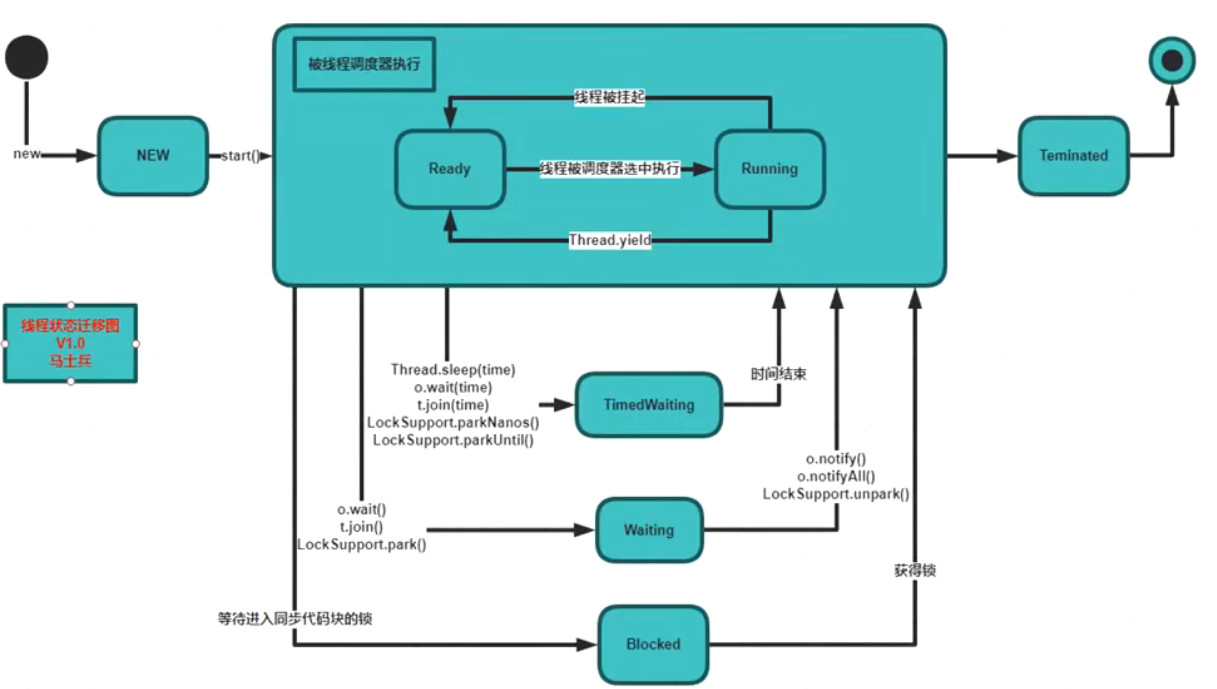 被线程调度器执行
线程被挂起
new
NEW
start()
Ready
线程被调度器选中执行
Running
Teminated
Thread.yield
线程状态迁移图
V1.0
马士兵
Thread.sleep(time)
o.wait(time)
t.join(time)
LockSupport.parkNanos()
LockSupport.parkUntil()
TimedWaiting
时间结束
o.wait()
t.join()
LockSupport.park()
Waiting
o.notify()
o.notifyAll()
LockSupport.unpark()
等待进入同步代码块的锁
Blocked
获得锁